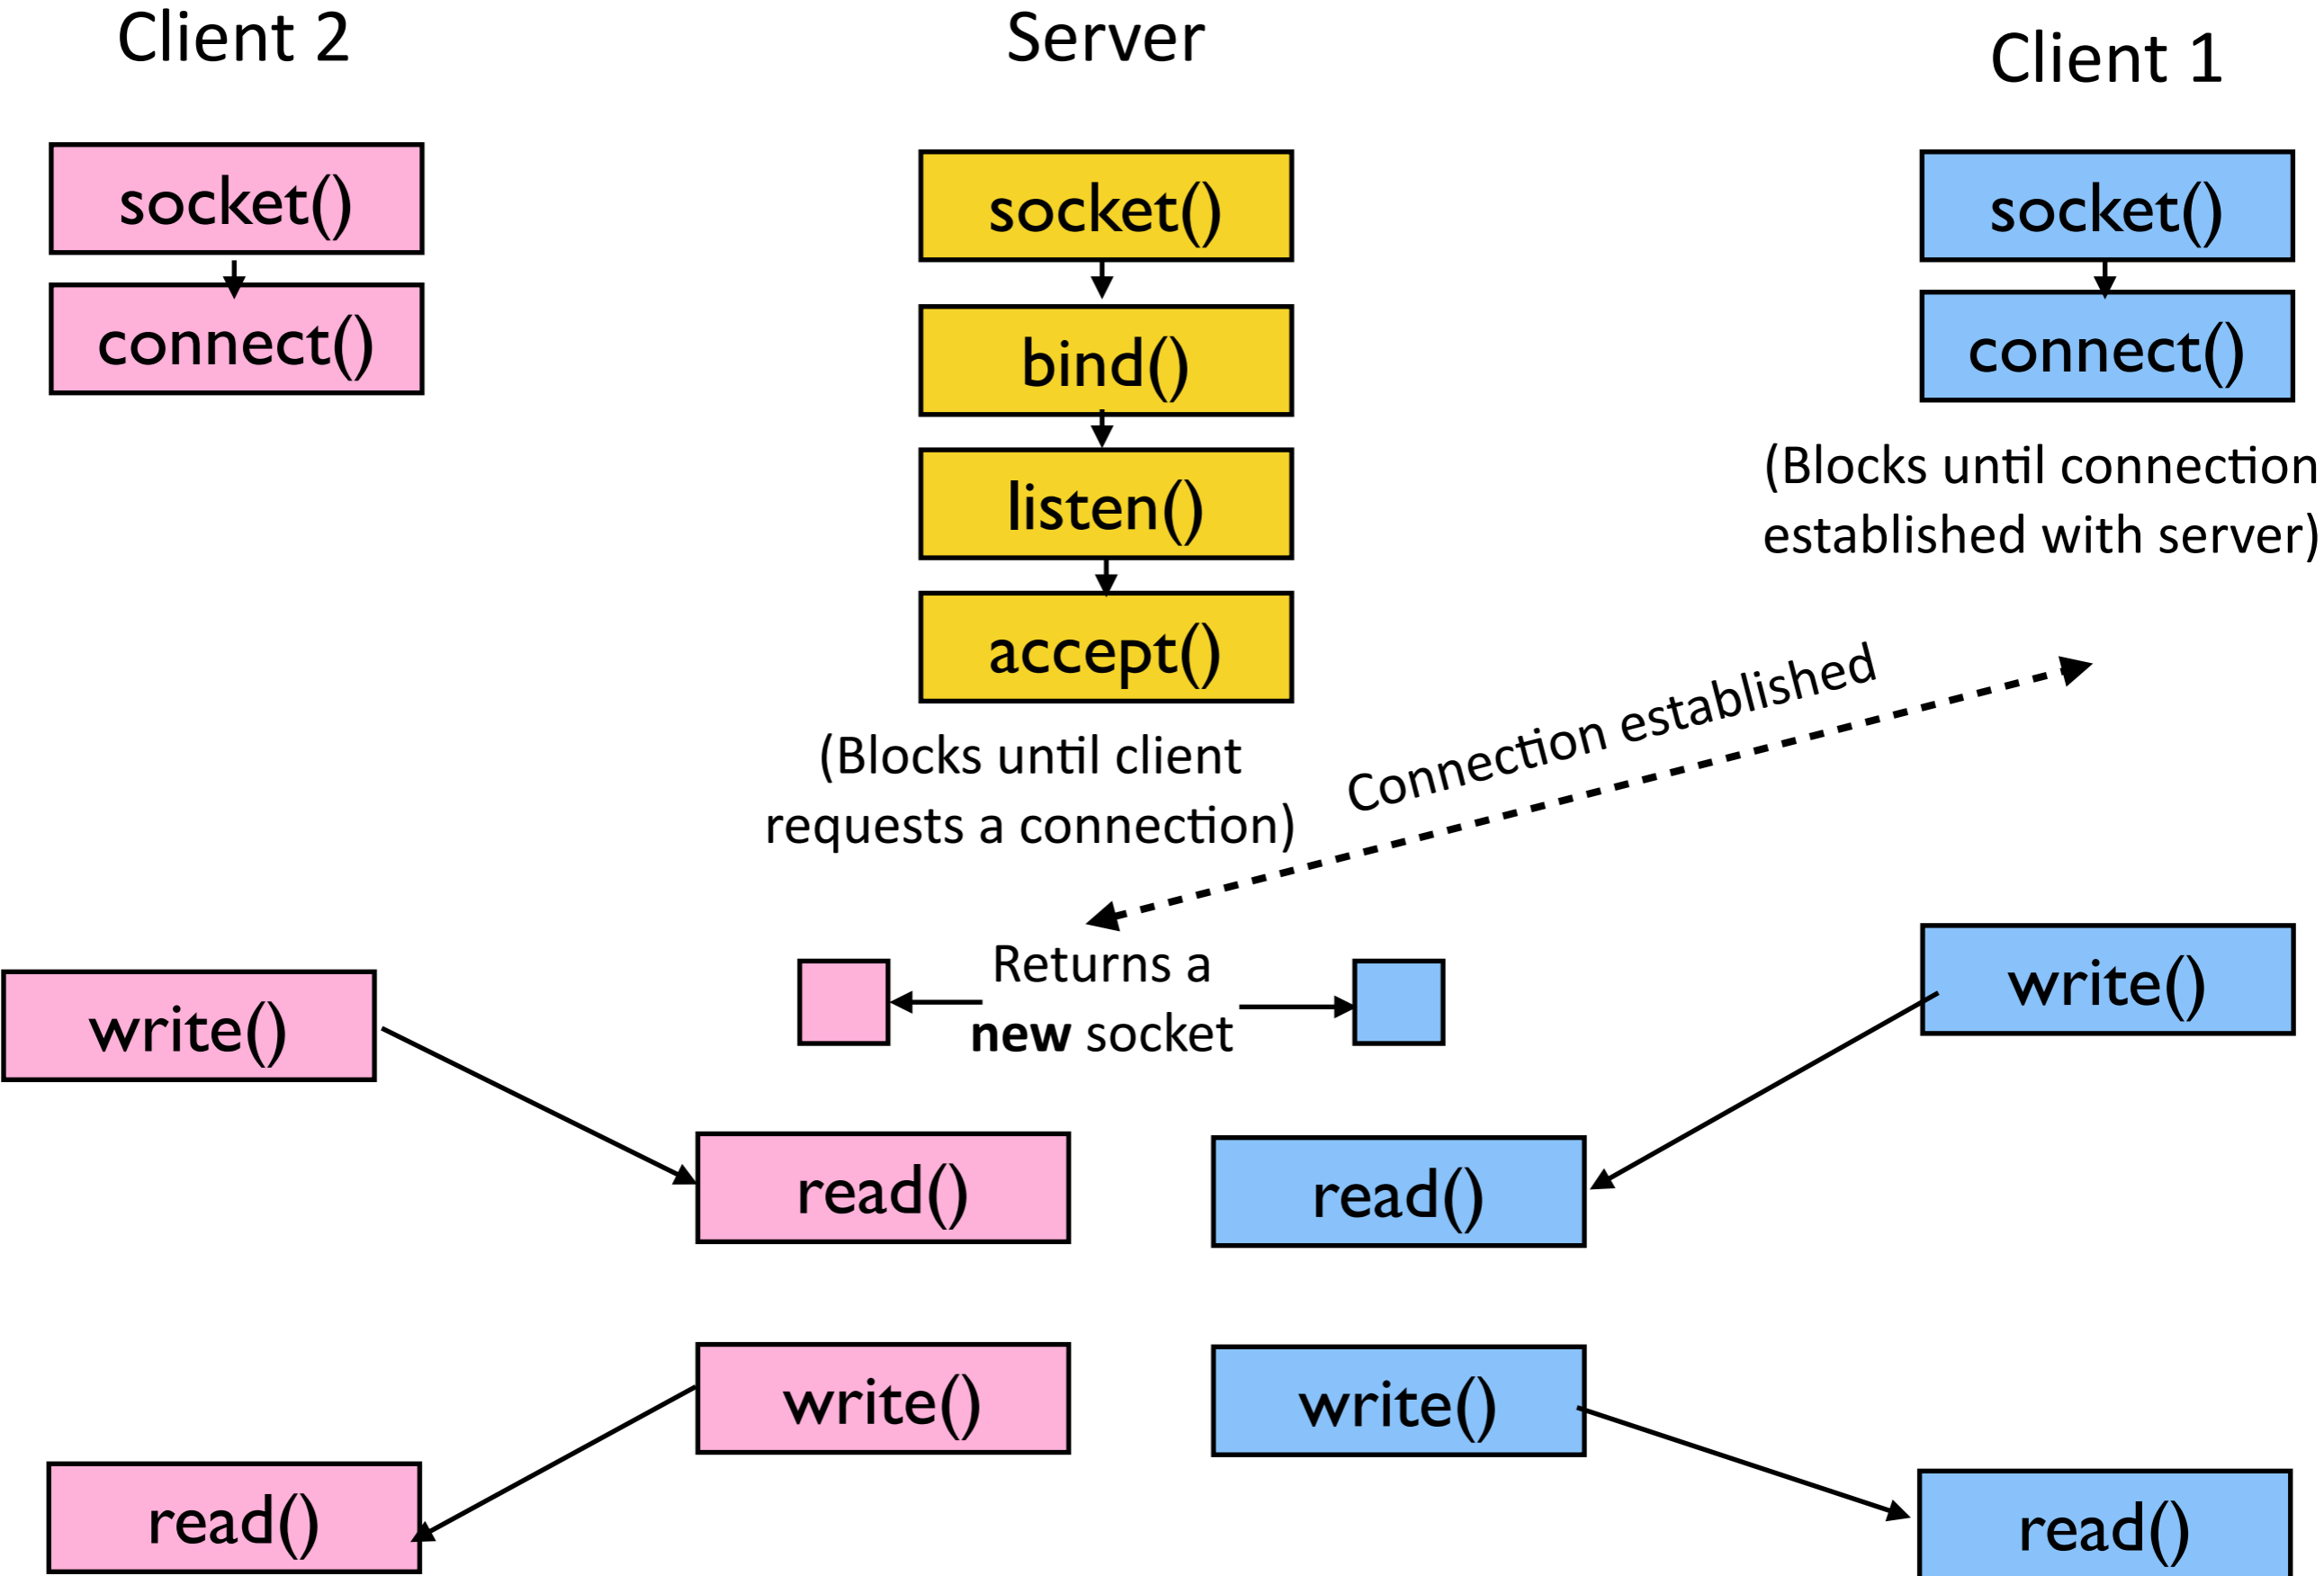 Client 2
Server
Client 1
socket()
socket()
socket()
connect()
bind()
connect()
(Blocks until connection
established with server)
listen()
accept()
(Blocks until client
requests a connection)
Connection established
write()
Returns a
new socket
write()
read()
read()
write()
write()
read()
read()